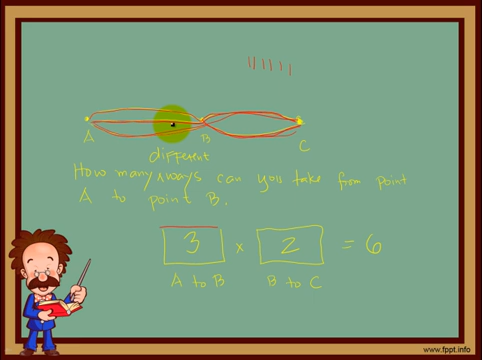 A B C
different
How many ways can you take from point
A to point B.
3 x 2 = 6
A to B B to C
www.fppt.info